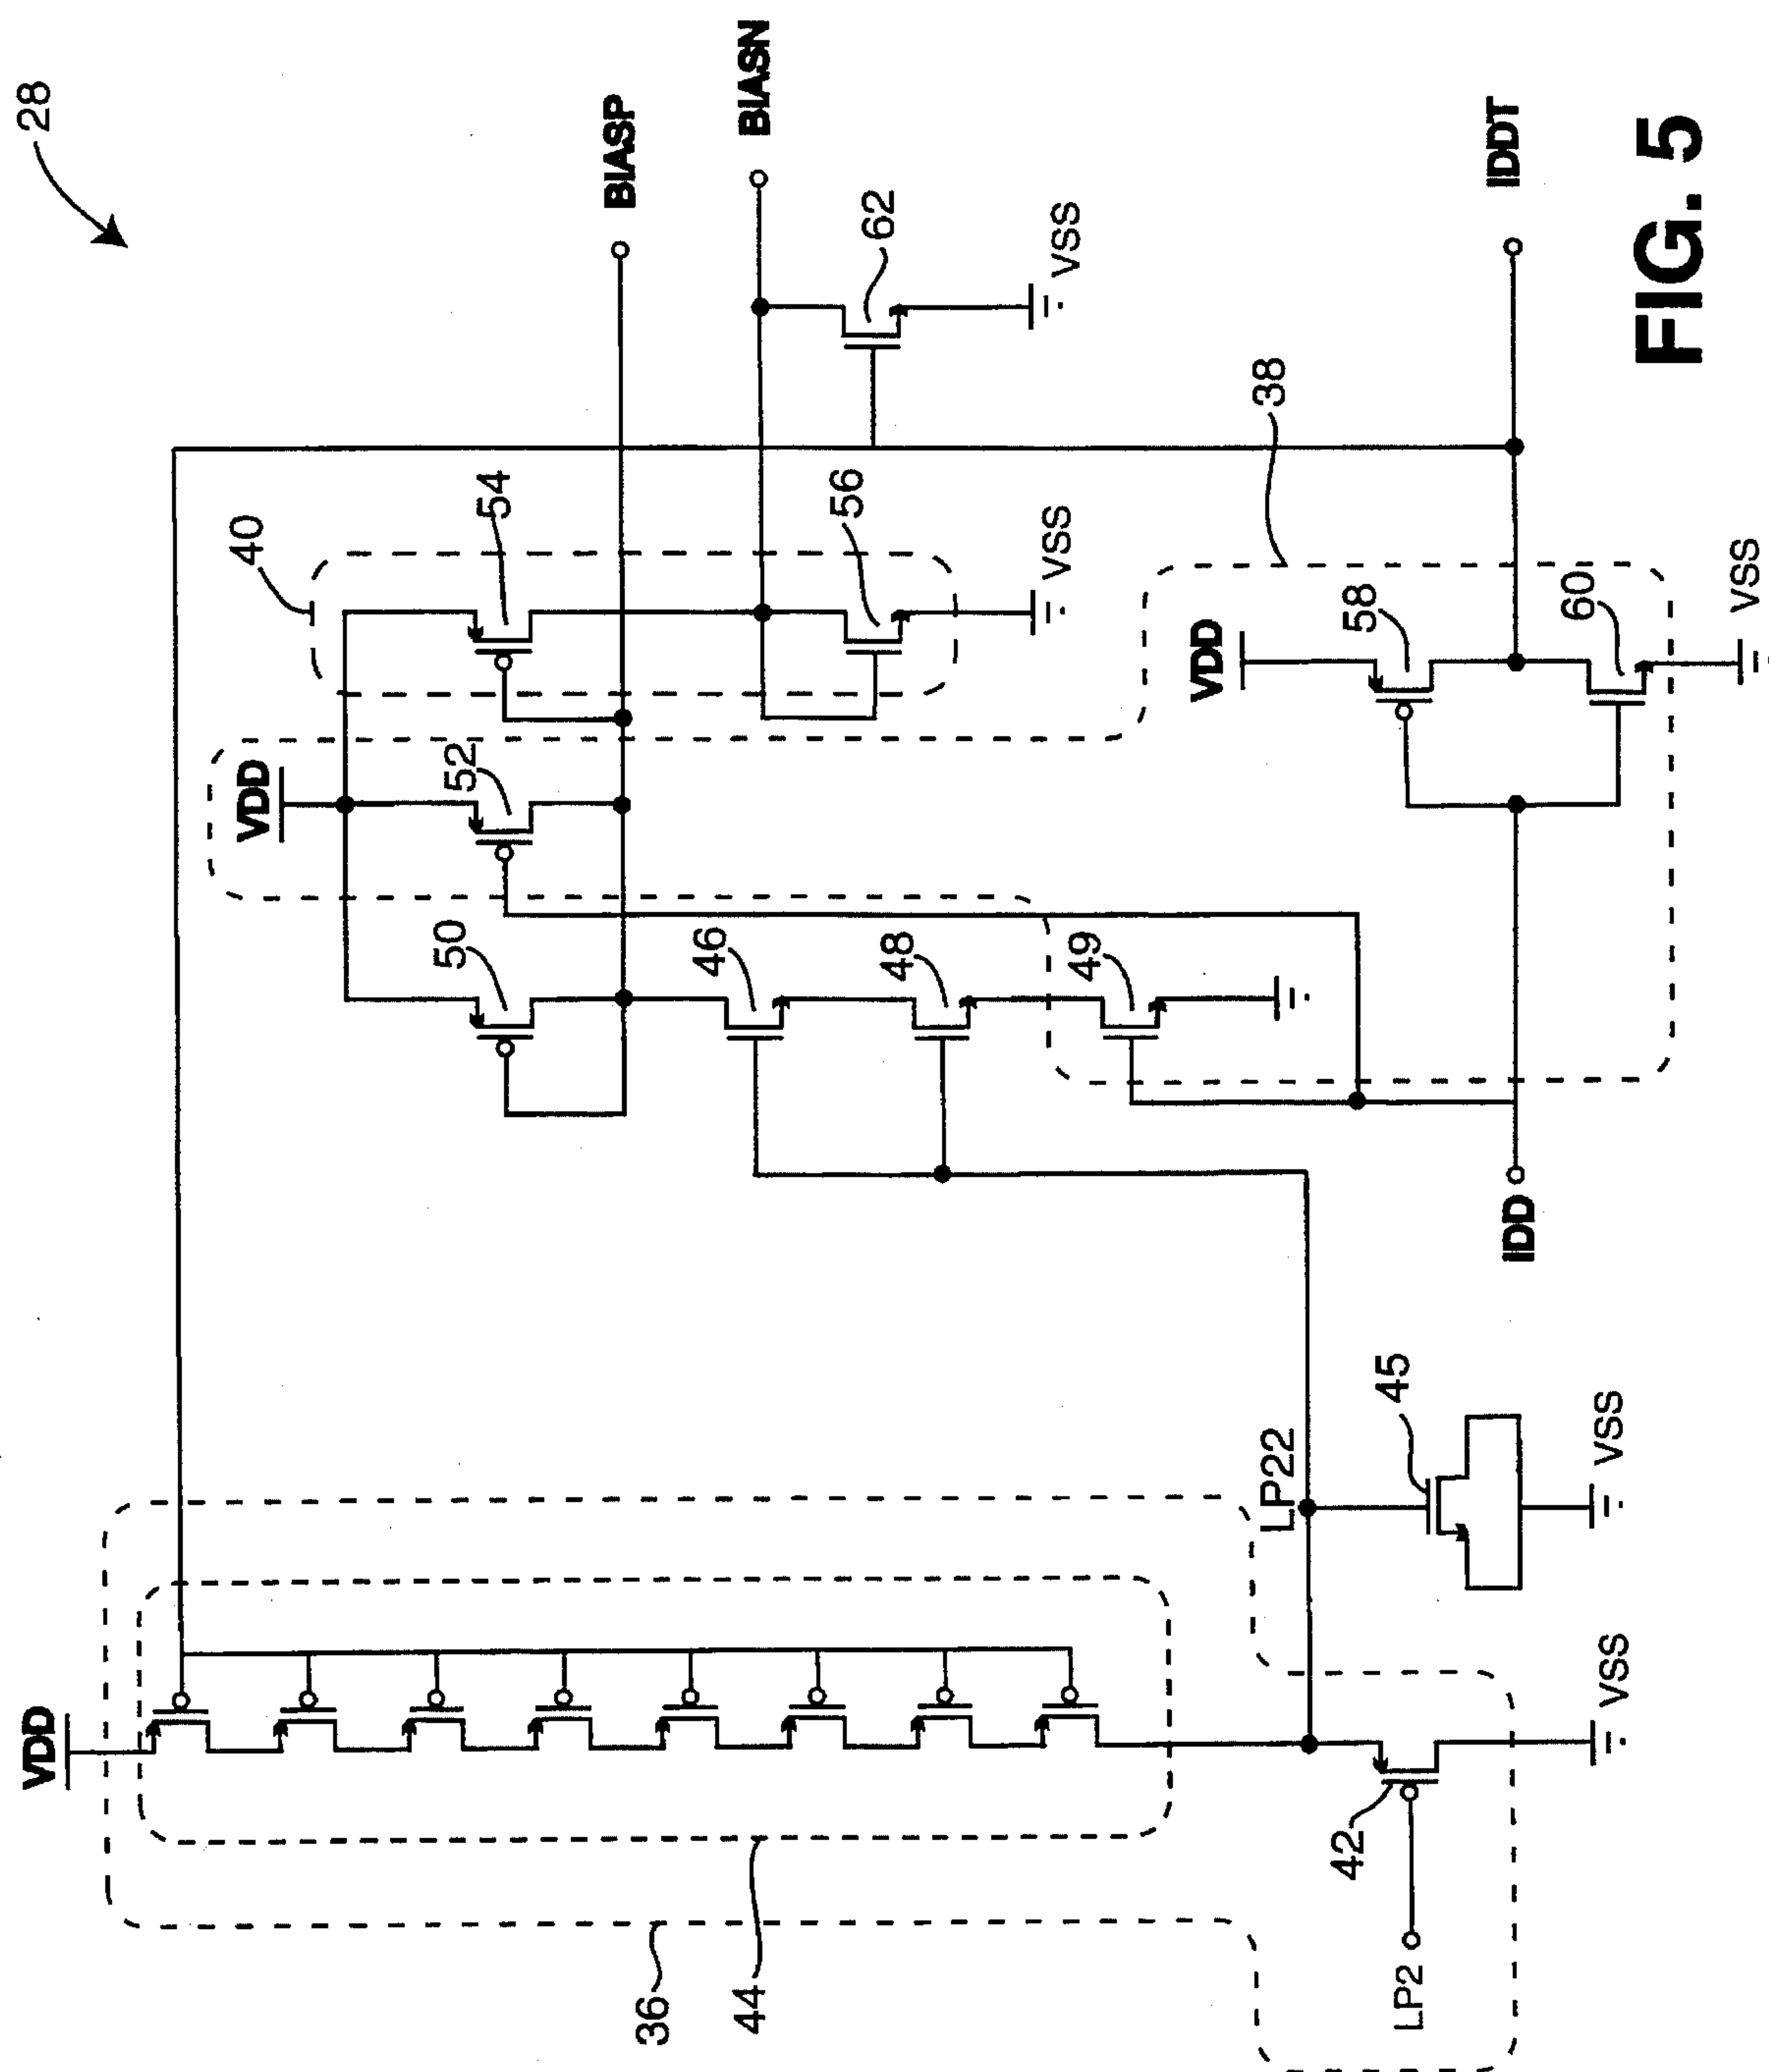 28
BIASP
BIASN
IDDT
FIG. 5
VDD
40
54
VDD
52
50
46
48
49
56
VSS
62
VSS
38
VDD
58
60
VSS
IDD
LP22
45
VSS
VSS
42
LP2
36
44